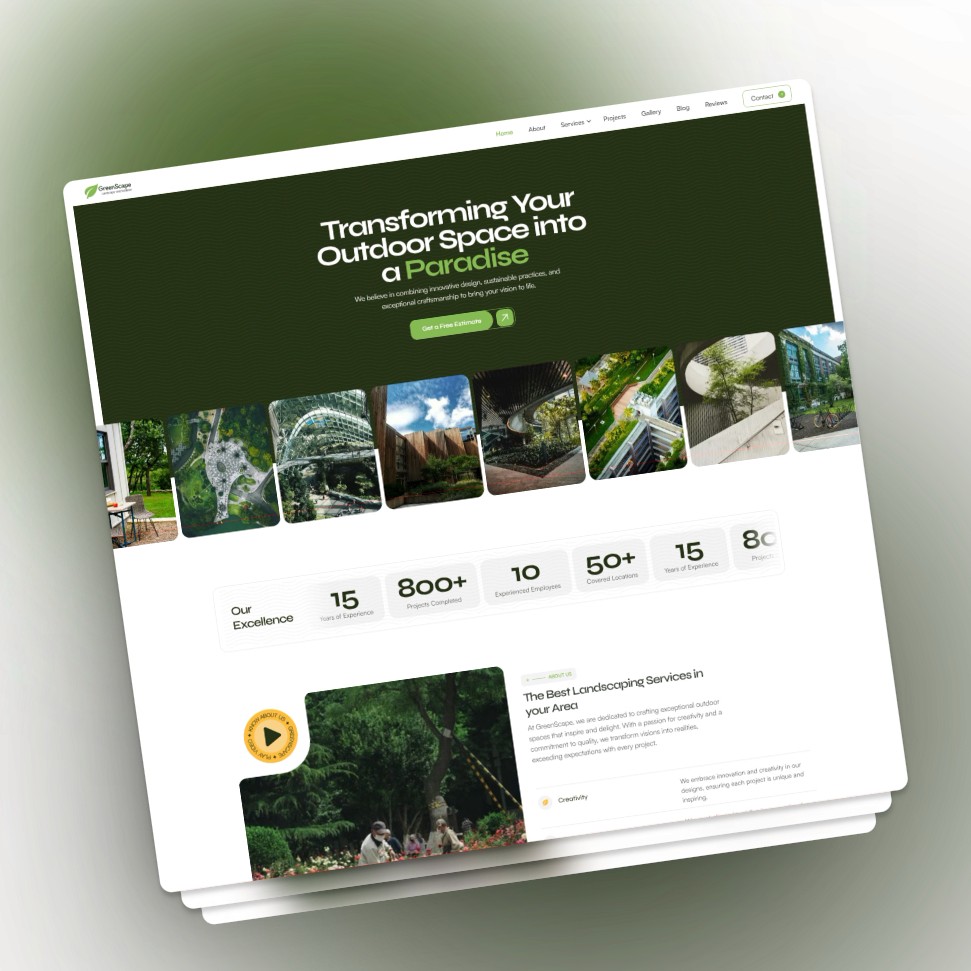 GreenScape
Home
About
Services
Projects
Gallery
Blog
Reviews
Contact
Transforming Your
Outdoor Space into
a Paradise
We believe in combining innovative design, sustainable practices, and
exceptional craftsmanship to bring your vision to life.
Get a Free Estimate
Our
Excellence
15
Years of Experience
800+
Projects Completed
10
Experienced Employees
50+
Covered Locations
15
Years of Experience
80
Projects
KNOW ABOUT US • GREENSCAPE • PLAY VIDEO •
ABOUT US
The Best Landscaping Services in
your Area
At GreenScape, we are dedicated to crafting exceptional outdoor
spaces that inspire and delight. With a passion for creativity and a
commitment to quality, we transform visions into realities,
exceeding expectations with every project.
Creativity
We embrace innovation and creativity in our
designs, ensuring each project is unique and
inspiring.